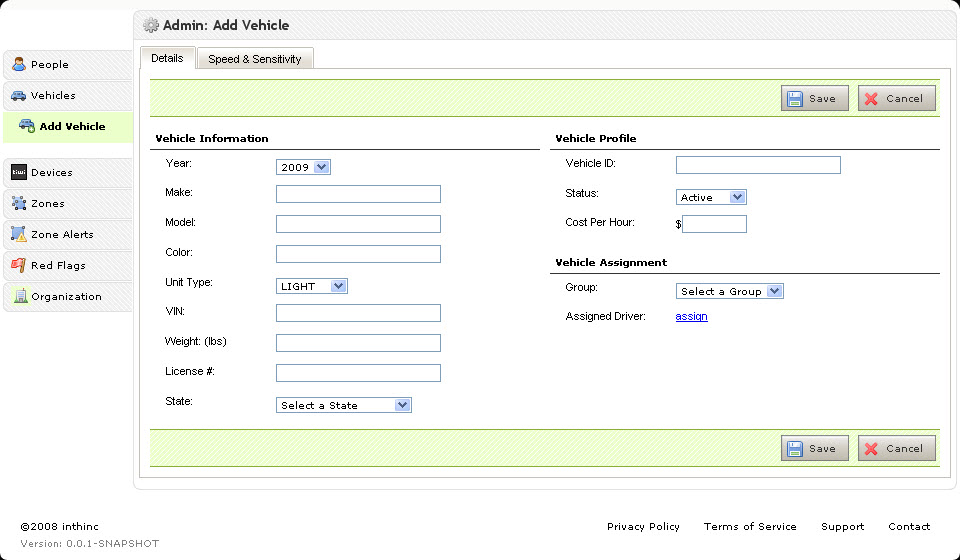 Admin: Add Vehicle
People
Vehicles
Add Vehicle
tiwi Devices
Zones
Zone Alerts
Red Flags
Organization
Details
Speed & Sensitivity
Save
Cancel
Vehicle Information
Year: 2009
Make:
Model:
Color:
Unit Type: LIGHT
VIN:
Weight: (lbs)
License #:
State: Select a State
Vehicle Profile
Vehicle ID:
Status: Active
Cost Per Hour: $
Vehicle Assignment
Group: Select a Group
Assigned Driver: assign
Save
Cancel
©2008 inthinc
Version: 0.0.1-SNAPSHOT
Privacy Policy
Terms of Service
Support
Contact